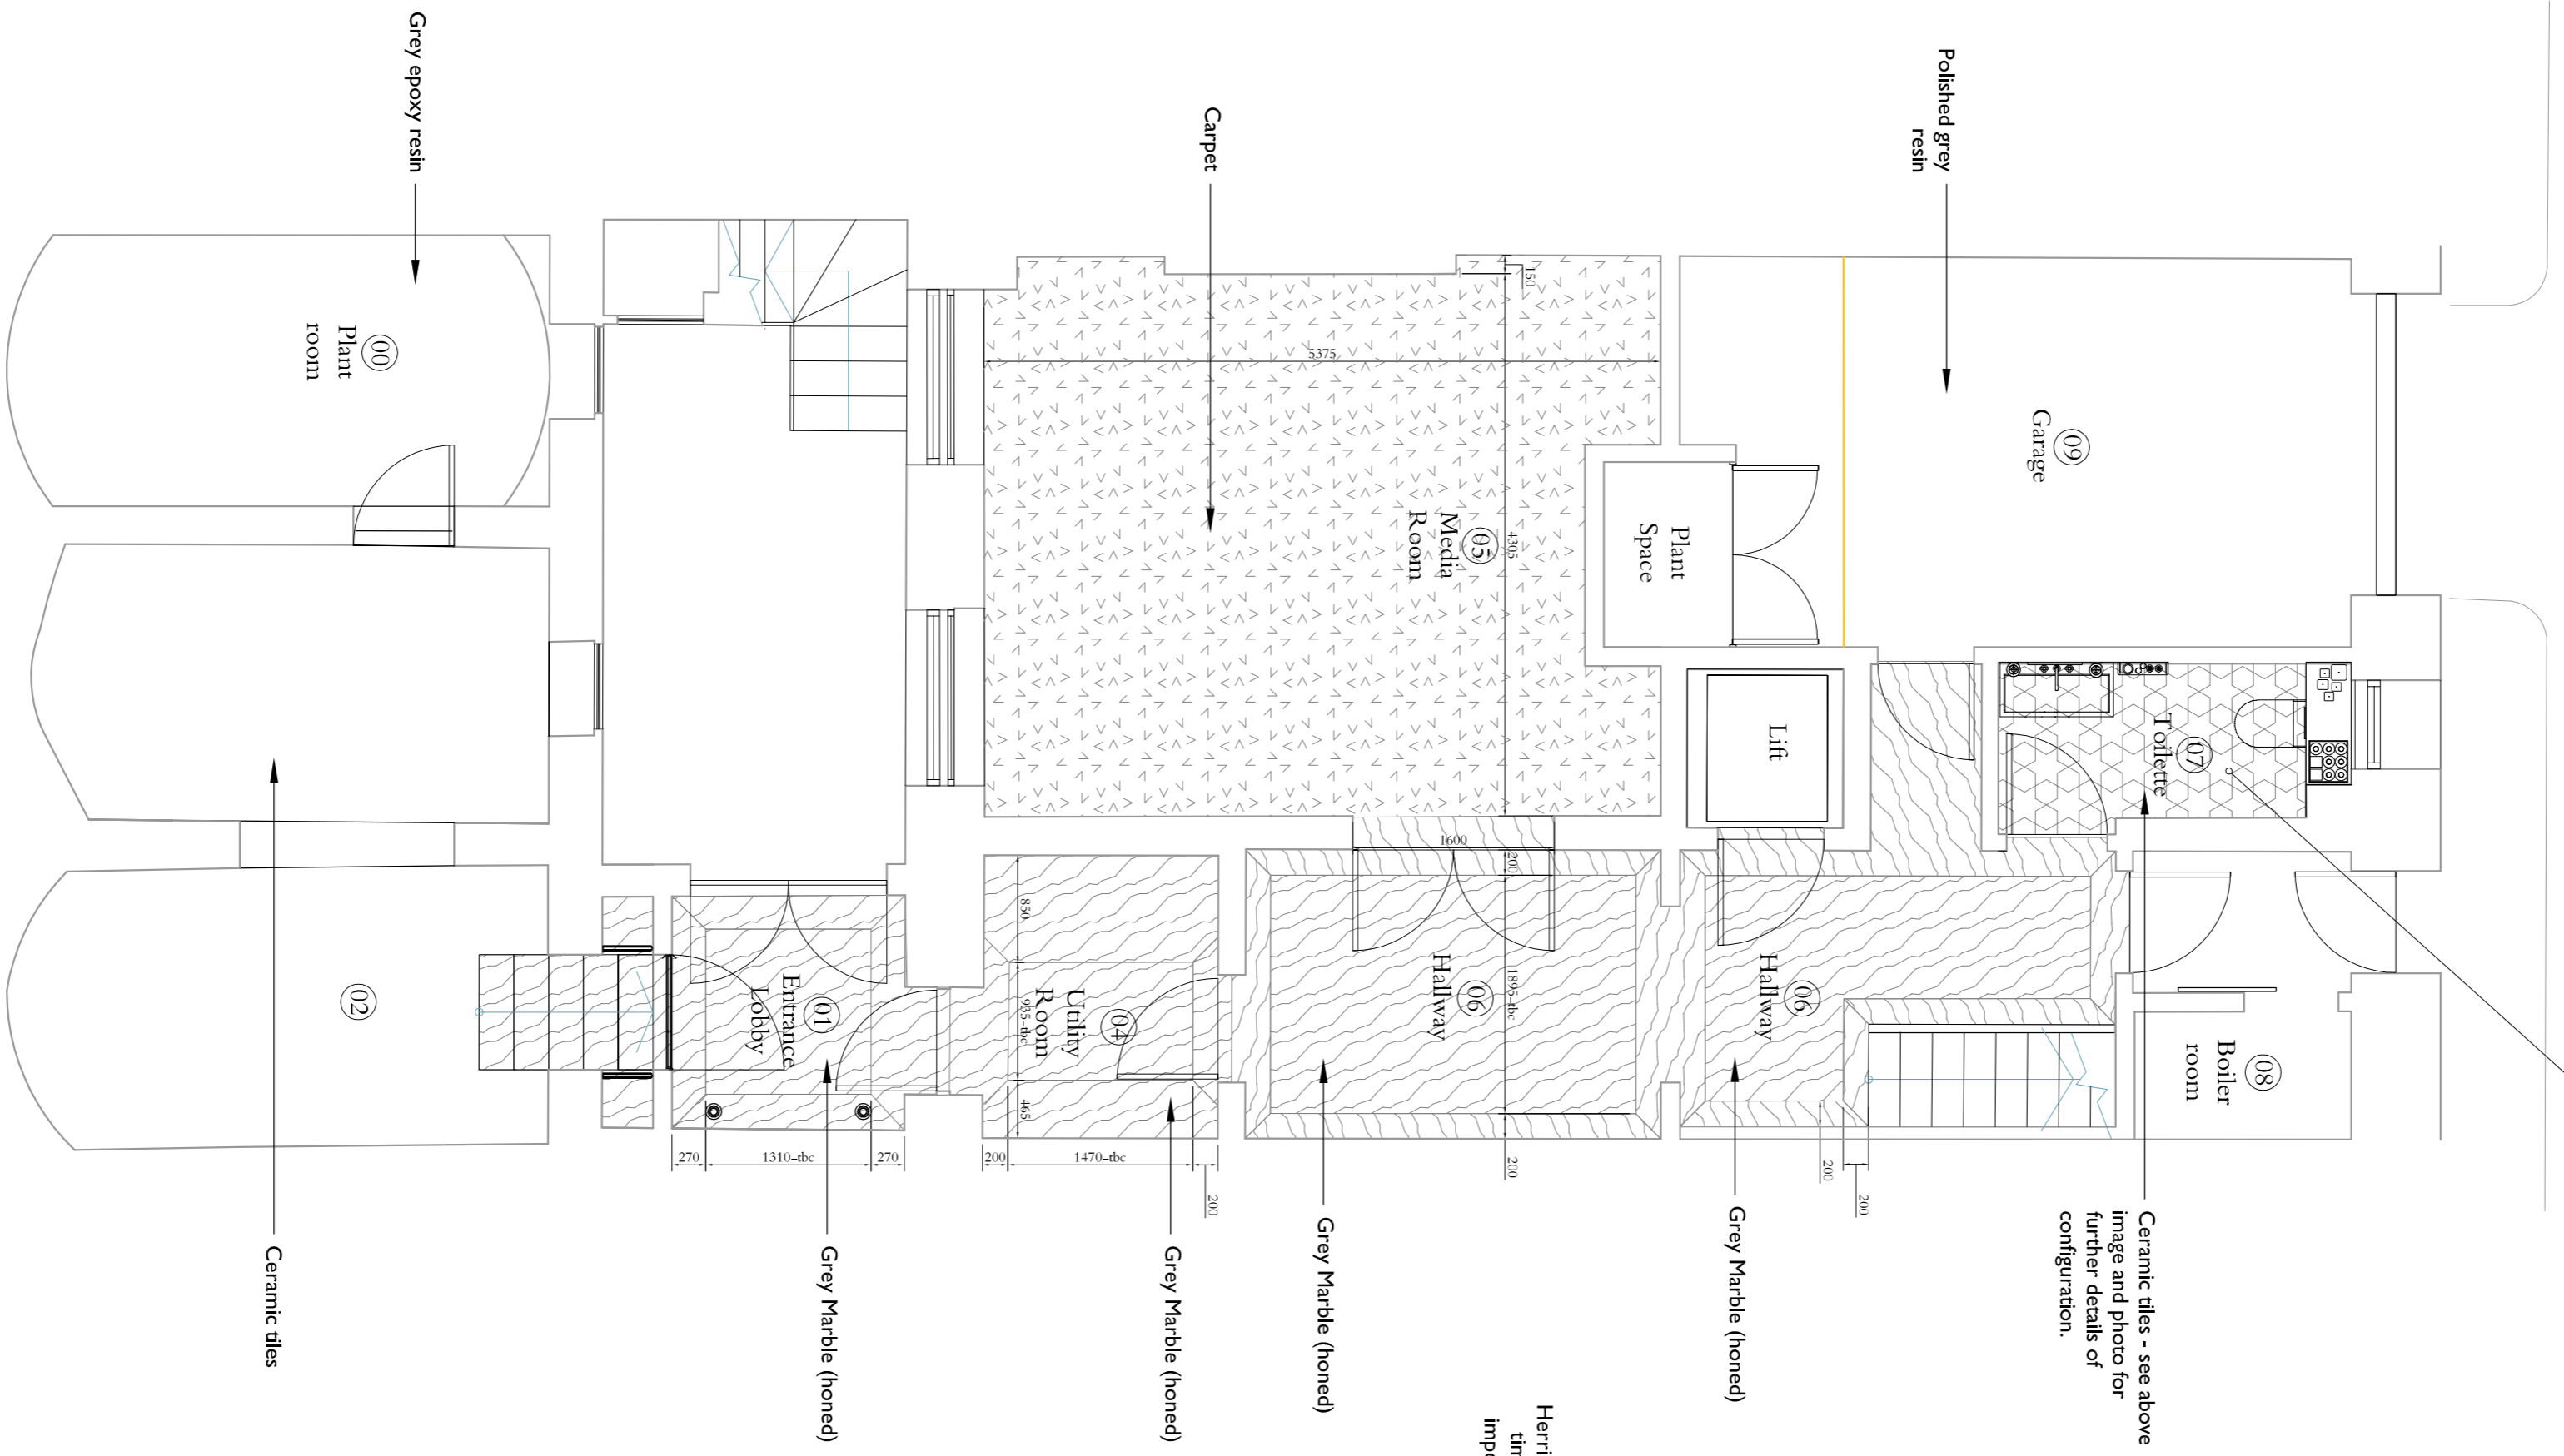 Ceramic tiles - see above
image and photo for
further details of
configuration.
08
Boiler
room
07
Toilette
09
Garage
Polished grey
resin
200
200
06
Hallway
Lift
Grey Marble (honed)
Plant
Space
150
4305
200
1895-tbc
200
1600
05
Media
Room
5375
06
Hallway
Grey Marble (honed)
Herri
tim
impo
Carpet
200
1470-tbc
200
04
Utility
Room
850
935-tbc
465
Grey Marble (honed)
270
1310-tbc
270
01
Entrance
Lobby
Grey Marble (honed)
Grey epoxy resin
00
Plant
room
02
Ceramic tiles